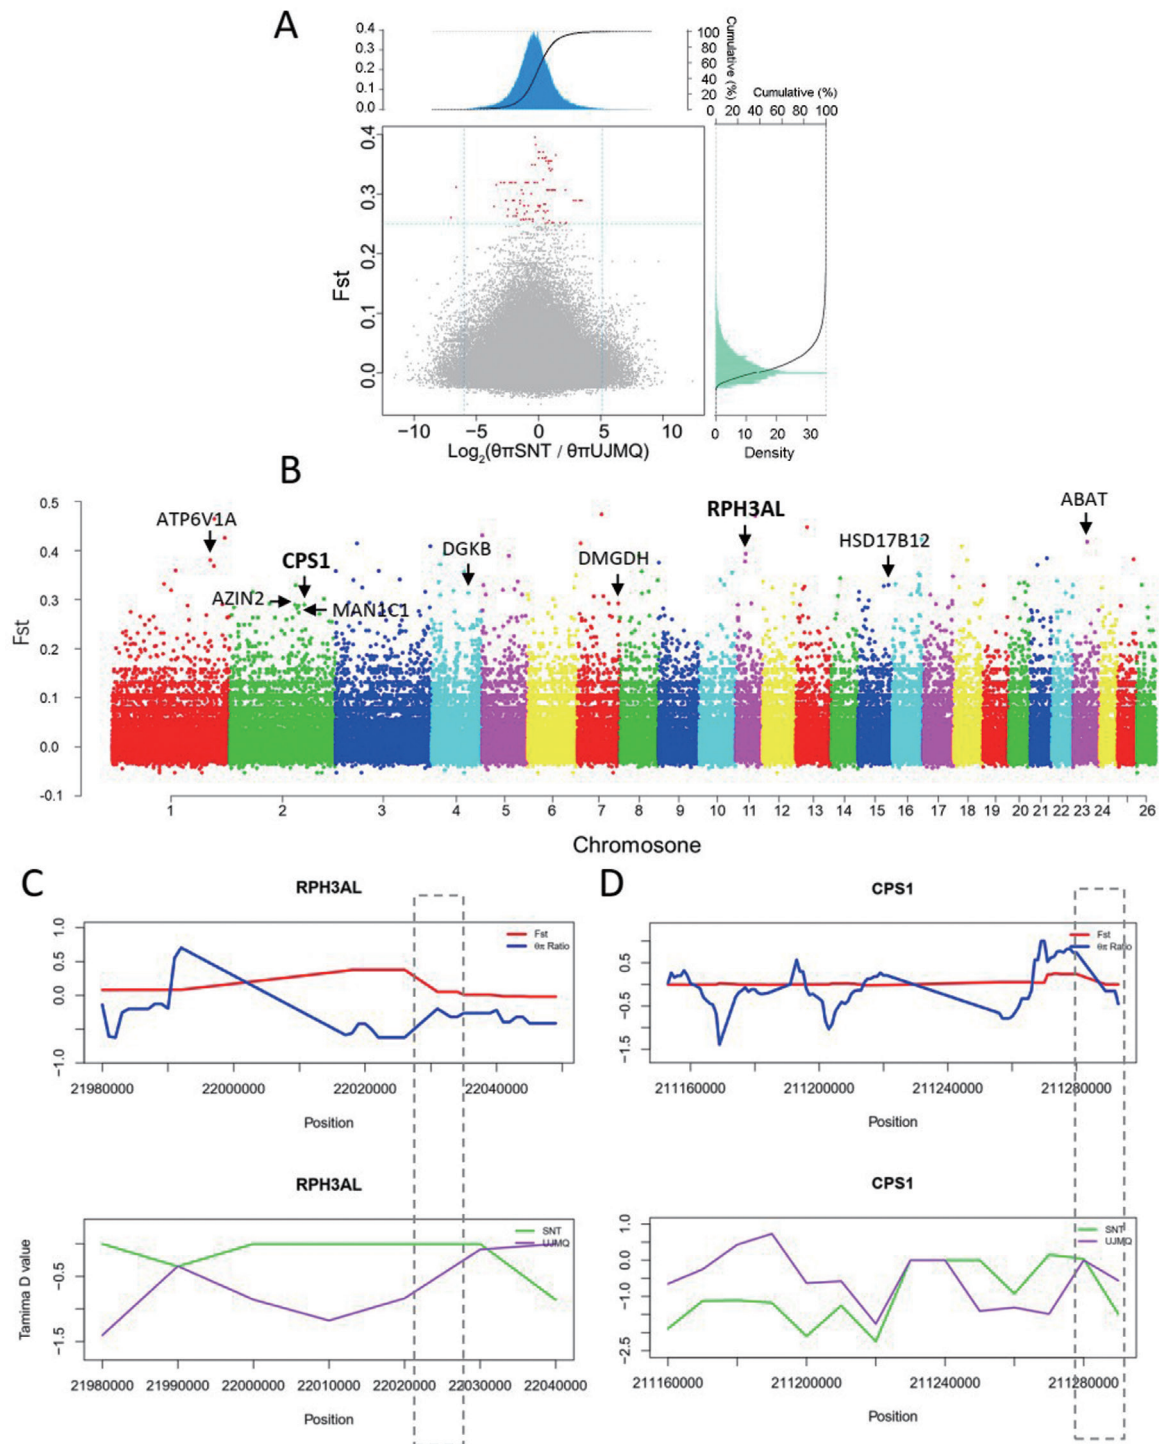 A
0.4
0.3
0.2
0.1
0.0
100
80
60
40
20
0
Cumulative (%)
Cumulative (%)
0 20 40 60 80 100
0.4
0.3
0.2
0.1
0.0
Fst
−10 −5 0 5 10
Log2(θπSNT / θπUJMQ)
0 10 20 30
Density
B
0.5
0.4
0.3
0.2
0.1
0.0
-0.1
Fst
ATP6V1A
AZIN2
CPS1
MAN1C1
DGKB
DMGDH
RPH3AL
HSD17B12
ABAT
1 2 3 4 5 6 7 8 9 10 11 12 13 14 15 16 17 18 19 20 21 22 23 24 26
Chromosone
C
RPH3AL
1.0
0.5
0.0
−1.0
Fst
θπ Ratio
21980000 22000000 22020000 22040000
Position
RPH3AL
Tamima D value
−0.5
−1.5
SNT
UJMQ
21980000 21990000 22000000 22010000 22020000 22030000 22040000
Position
D
CPS1
0.5
−0.5
−1.5
Fst
θπ Ratio
211160000 211200000 211240000 211280000
Position
CPS1
1.0
0.0
−1.0
−2.5
SNT
UJMQ
211160000 211200000 211240000 211280000
Position